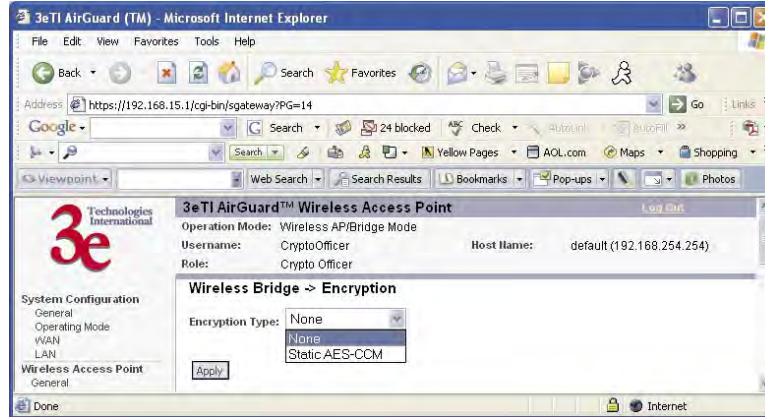 3eTI AirGuard (TM) - Microsoft Internet Explorer
File Edit View Favorites Tools Help
Back Search Favorites
Address https://192.168.15.1/cgi-bin/sgateway?PG=14 Go Links
Google Search 24 blocked Check AutoLink AutoFill
Search Yellow Pages AOL.com Maps Shopping
Viewpoint Web Search Search Results Bookmarks Pop-ups Photos
3e Technologies International
3eTI AirGuard™ Wireless Access Point Log Out
Operation Mode: Wireless AP/Bridge Mode
Username: CryptoOfficer Host Name: default (192.168.254.254)
Role: Crypto Officer
System Configuration
General
Operating Mode
WAN
LAN
Wireless Access Point
General
Wireless Bridge -> Encryption
Encryption Type: None
None
Static AES-CCM
Apply
Done Internet